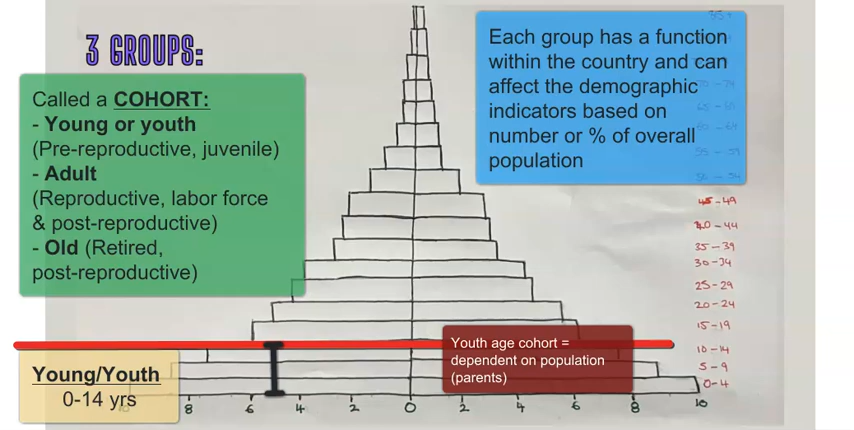 3 GROUPS:
Called a COHORT:
- Young or youth
(Pre-reproductive, juvenile)
- Adult
(Reproductive, labor force
& post-reproductive)
- Old (Retired,
post-reproductive)
Each group has a function
within the country and can
affect the demographic
indicators based on
number or % of overall
population
45-49
40-44
35-39
30-34
25-29
20-24
15-19
10-14
5-9
0-4
Youth age cohort =
dependent on population
(parents)
Young/Youth
0-14 yrs
8 6 4 2 0 2 4 6 8 10